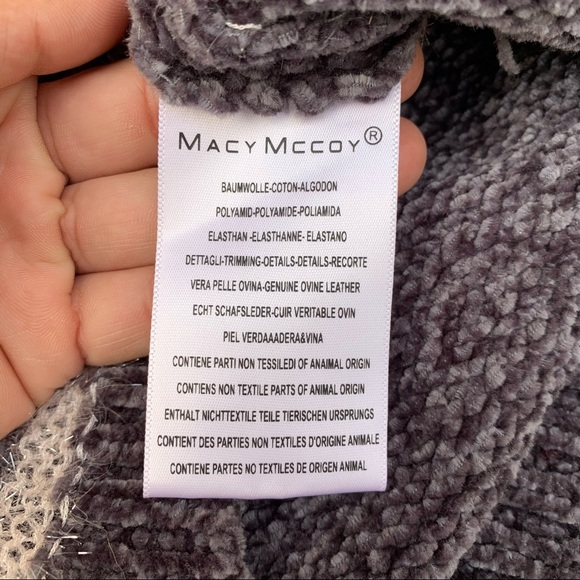 MACY MCCOY®
BAUMWOLLE-COTON-ALGODON
POLYAMID-POLYAMIDE-POLIAMIDA
ELASTHAN -ELASTHANNE- ELASTANO
DETTAGLI-TRIMMING-DETAILS-DETAILS-RECORTE
VERA PELLE OVINA-GENUINE OVINE LEATHER
ECHT SCHAFSLEDER-CUIR VERITABLE OVIN
PIEL VERDAAADERA&VINA
CONTIENE PARTI NON TESSILEDI OF ANAIMAL ORIGIN
CONTIENS NON TEXTILE PARTS OF ANIMAL ORIGIN
ENTHALT NICHTTEXTILE TEILE TIERISCHEN URSPRUNGS
CONTIENT DES PARTIES NON TEXTILES D'ORIGINE ANIMALE
CONTIENE PARTES NO TEXTILES DE ORIGEN ANIMAL